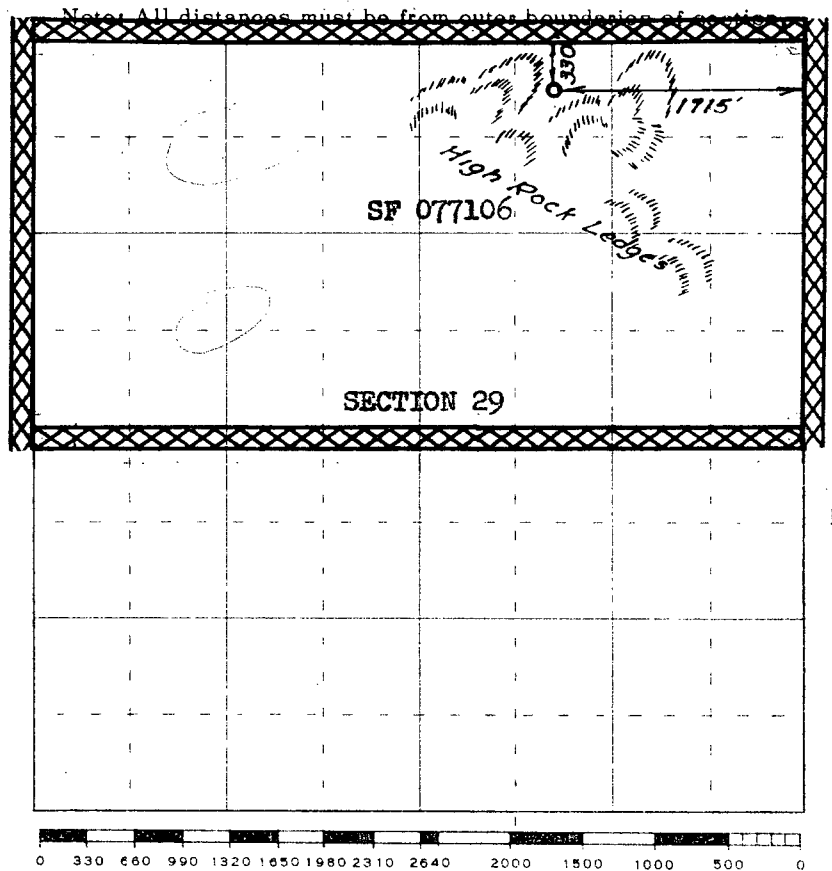 Note: All distances must be from outer boundaries of section
330
1715'
High Rock Ledges
SF 077106
SECTION 29
0 330 660 990 1320 1650 1980 2310 2640 2000 1500 1000 500 0